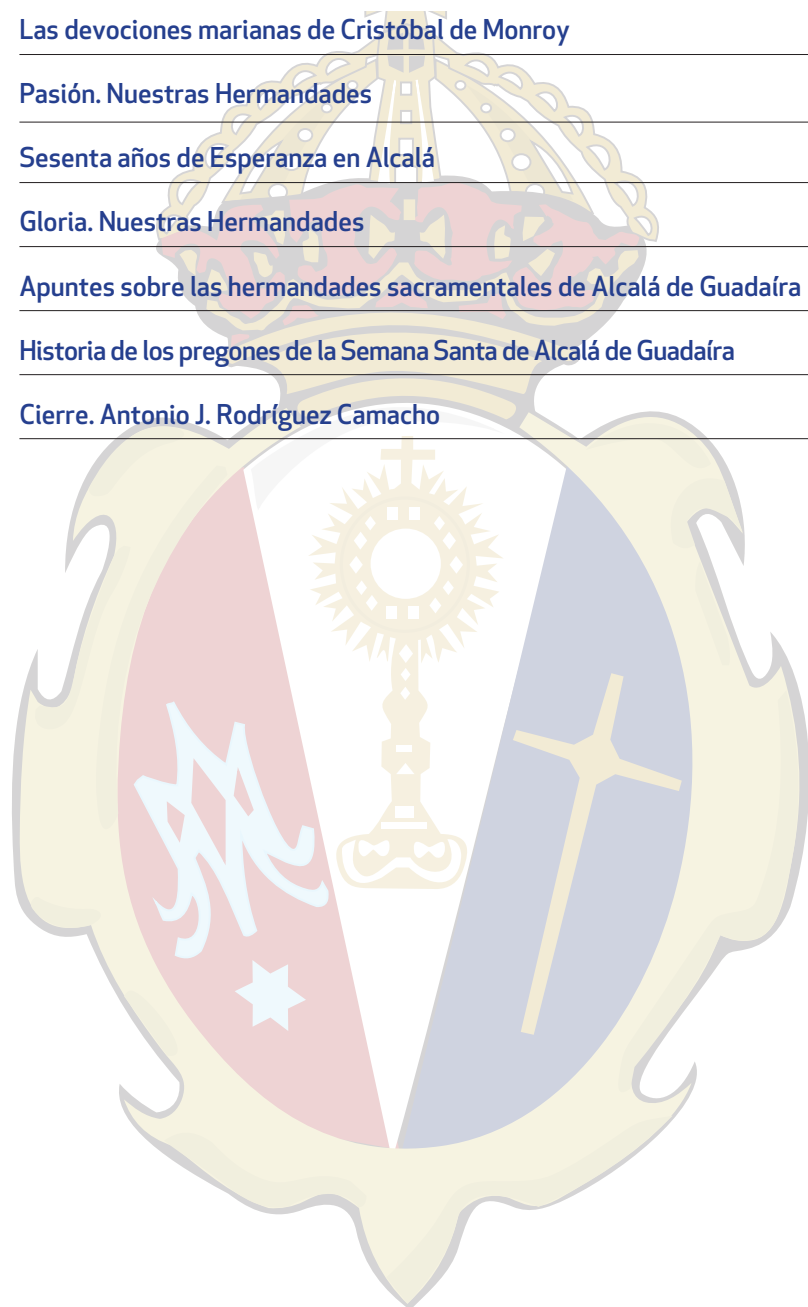 Las devociones marianas de Cristóbal de Monroy
Pasión. Nuestras Hermandades
Sesenta años de Esperanza en Alcalá
Gloria. Nuestras Hermandades
Apuntes sobre las hermandades sacramentales de Alcalá de Guadaíra
Historia de los pregones de la Semana Santa de Alcalá de Guadaíra
Cierre. Antonio J. Rodríguez Camacho